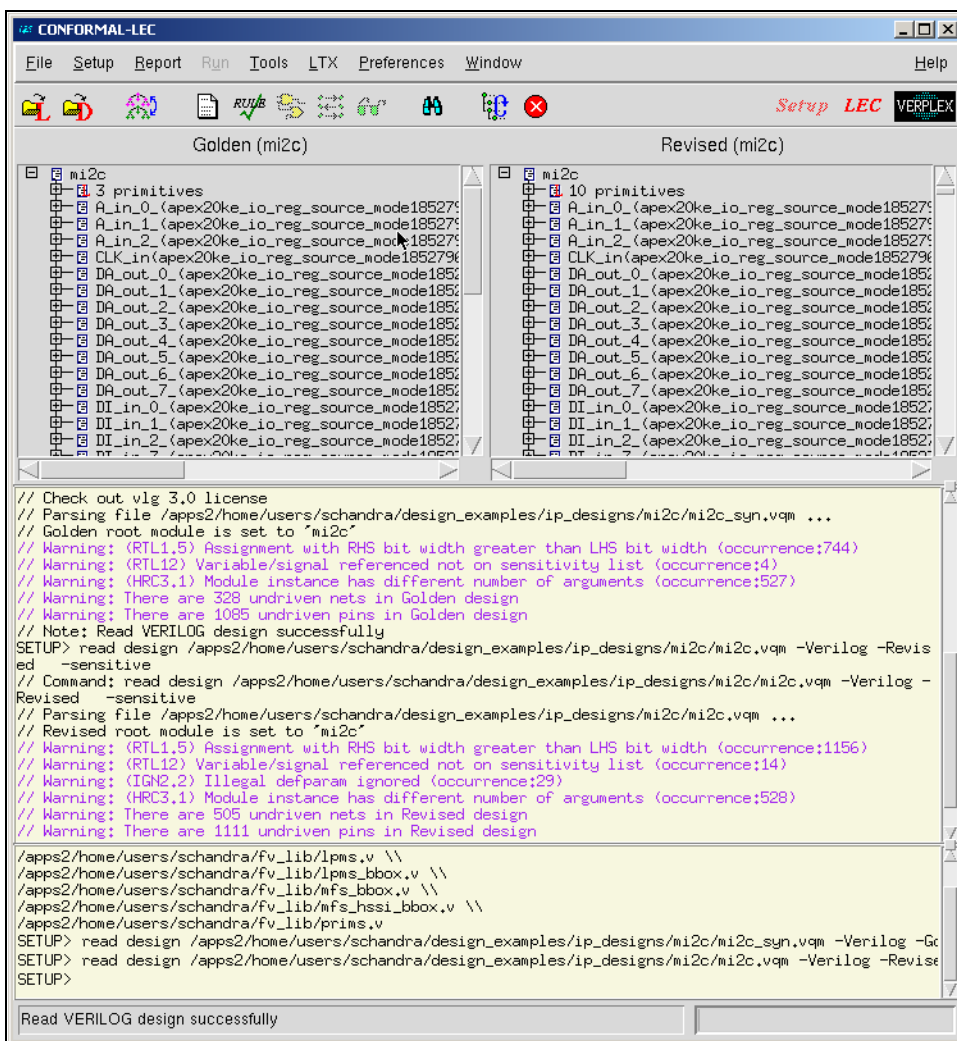 CONFORMAL-LEC
File Setup Report Run Tools LTX Preferences Window Help
RULE Setup LEC VERPLEX
Golden (mi2c) Revised (mi2c)
mi2c
3 primitives
A_in_0_(apex20ke_io_reg_source_mode185279
A_in_1_(apex20ke_io_reg_source_mode185279
A_in_2_(apex20ke_io_reg_source_mode185279
CLK_in(apex20ke_io_reg_source_mode1852796
DA_out_0_(apex20ke_io_reg_source_mode1852
DA_out_1_(apex20ke_io_reg_source_mode1852
DA_out_2_(apex20ke_io_reg_source_mode1852
DA_out_3_(apex20ke_io_reg_source_mode1852
DA_out_4_(apex20ke_io_reg_source_mode1852
DA_out_5_(apex20ke_io_reg_source_mode1852
DA_out_6_(apex20ke_io_reg_source_mode1852
DA_out_7_(apex20ke_io_reg_source_mode1852
DI_in_0_(apex20ke_io_reg_source_mode18527
DI_in_1_(apex20ke_io_reg_source_mode18527
DI_in_2_(apex20ke_io_reg_source_mode18527
mi2c
10 primitives
A_in_0_(apex20ke_io_reg_source_mode185279
A_in_1_(apex20ke_io_reg_source_mode185279
A_in_2_(apex20ke_io_reg_source_mode185279
CLK_in(apex20ke_io_reg_source_mode1852796
DA_out_0_(apex20ke_io_reg_source_mode1852
DA_out_1_(apex20ke_io_reg_source_mode1852
DA_out_2_(apex20ke_io_reg_source_mode1852
DA_out_3_(apex20ke_io_reg_source_mode1852
DA_out_4_(apex20ke_io_reg_source_mode1852
DA_out_5_(apex20ke_io_reg_source_mode1852
DA_out_6_(apex20ke_io_reg_source_mode1852
DA_out_7_(apex20ke_io_reg_source_mode1852
DI_in_0_(apex20ke_io_reg_source_mode18527
DI_in_1_(apex20ke_io_reg_source_mode18527
DI_in_2_(apex20ke_io_reg_source_mode18527
// Check out vlg 3.0 license
// Parsing file /apps2/home/users/schandra/design_examples/ip_designs/mi2c/mi2c_syn.vqm ...
// Golden root module is set to 'mi2c'
// Warning: (RTL1.5) Assignment with RHS bit width greater than LHS bit width (occurrence:744)
// Warning: (RTL12) Variable/signal referenced not on sensitivity list (occurrence:4)
// Warning: (HRC3.1) Module instance has different number of arguments (occurrence:527)
// Warning: There are 328 undriven nets in Golden design
// Warning: There are 1085 undriven pins in Golden design
// Note: Read VERILOG design successfully
SETUP> read design /apps2/home/users/schandra/design_examples/ip_designs/mi2c/mi2c.vqm -Verilog -Revis
ed -sensitive
// Command: read design /apps2/home/users/schandra/design_examples/ip_designs/mi2c/mi2c.vqm -Verilog -
Revised -sensitive
// Parsing file /apps2/home/users/schandra/design_examples/ip_designs/mi2c/mi2c.vqm ...
// Revised root module is set to 'mi2c'
// Warning: (RTL1.5) Assignment with RHS bit width greater than LHS bit width (occurrence:1156)
// Warning: (RTL12) Variable/signal referenced not on sensitivity list (occurrence:14)
// Warning: (IGN2.2) Illegal defparam ignored (occurrence:29)
// Warning: (HRC3.1) Module instance has different number of arguments (occurrence:528)
// Warning: There are 505 undriven nets in Revised design
// Warning: There are 1111 undriven pins in Revised design
/apps2/home/users/schandra/fv_lib/lpms.v \\
/apps2/home/users/schandra/fv_lib/lpms_bbox.v \\
/apps2/home/users/schandra/fv_lib/mfs_bbox.v \\
/apps2/home/users/schandra/fv_lib/mfs_hssi_bbox.v \\
/apps2/home/users/schandra/fv_lib/prims.v
SETUP> read design /apps2/home/users/schandra/design_examples/ip_designs/mi2c/mi2c_syn.vqm -Verilog -Go
SETUP> read design /apps2/home/users/schandra/design_examples/ip_designs/mi2c/mi2c.vqm -Verilog -Revise
SETUP>
Read VERILOG design successfully